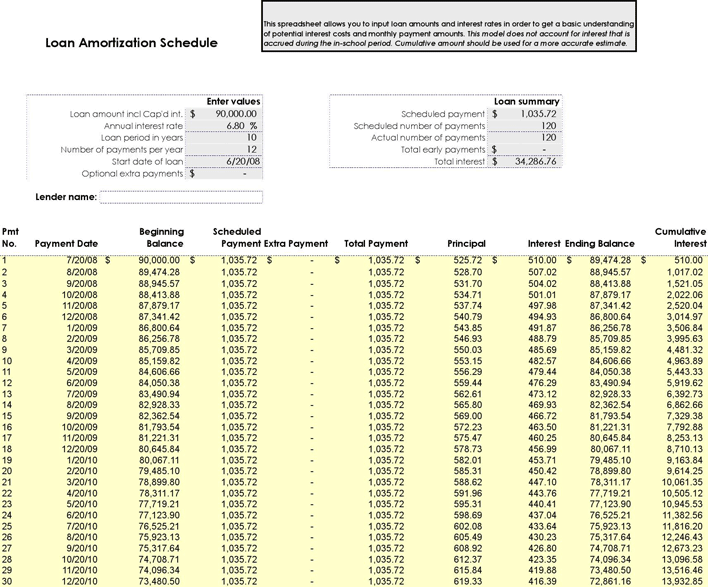 This spreadsheet allows you to input loan amounts and interest rates in order to get a basic understanding
of potential interest costs and monthly payment amounts. This model does not account for interest that is
accrued during the in-school period. Cumulative amount should be used for a more accurate estimate.
Loan Amortization Schedule
Enter values
Loan amount incl Cap'd int. $ 90,000.00
Annual interest rate 6.80 %
Loan period in years 10
Number of payments per year 12
Start date of loan 6/20/08
Optional extra payments $ -
Loan summary
Scheduled payment $ 1,035.72
Scheduled number of payments 120
Actual number of payments 120
Total early payments $ -
Total interest $ 34,286.76
Lender name:
Pmt Beginning Scheduled Cumulative
No. Payment Date Balance Payment Extra Payment Total Payment Principal Interest Ending Balance Interest
1 7/20/08 $ 90,000.00 $ 1,035.72 $ - $ 1,035.72 $ 525.72 $ 510.00 $ 89,474.28 $ 510.00
2 8/20/08 89,474.28 1,035.72 - 1,035.72 528.70 507.02 88,945.57 1,017.02
3 9/20/08 88,945.57 1,035.72 - 1,035.72 531.70 504.02 88,413.88 1,521.05
4 10/20/08 88,413.88 1,035.72 - 1,035.72 534.71 501.01 87,879.17 2,022.06
5 11/20/08 87,879.17 1,035.72 - 1,035.72 537.74 497.98 87,341.42 2,520.04
6 12/20/08 87,341.42 1,035.72 - 1,035.72 540.79 494.93 86,800.64 3,014.97
7 1/20/09 86,800.64 1,035.72 - 1,035.72 543.85 491.87 86,256.78 3,506.84
8 2/20/09 86,256.78 1,035.72 - 1,035.72 546.93 488.79 85,709.85 3,995.63
9 3/20/09 85,709.85 1,035.72 - 1,035.72 550.03 485.69 85,159.82 4,481.32
10 4/20/09 85,159.82 1,035.72 - 1,035.72 553.15 482.57 84,606.66 4,963.89
11 5/20/09 84,606.66 1,035.72 - 1,035.72 556.29 479.44 84,050.38 5,443.33
12 6/20/09 84,050.38 1,035.72 - 1,035.72 559.44 476.29 83,490.94 5,919.62
13 7/20/09 83,490.94 1,035.72 - 1,035.72 562.61 473.12 82,928.33 6,392.73
14 8/20/09 82,928.33 1,035.72 - 1,035.72 565.80 469.93 82,362.54 6,862.66
15 9/20/09 82,362.54 1,035.72 - 1,035.72 569.00 466.72 81,793.54 7,329.38
16 10/20/09 81,793.54 1,035.72 - 1,035.72 572.23 463.50 81,221.31 7,792.88
17 11/20/09 81,221.31 1,035.72 - 1,035.72 575.47 460.25 80,645.84 8,253.13
18 12/20/09 80,645.84 1,035.72 - 1,035.72 578.73 456.99 80,067.11 8,710.13
19 1/20/10 80,067.11 1,035.72 - 1,035.72 582.01 453.71 79,485.10 9,163.84
20 2/20/10 79,485.10 1,035.72 - 1,035.72 585.31 450.42 78,899.80 9,614.25
21 3/20/10 78,899.80 1,035.72 - 1,035.72 588.62 447.10 78,311.17 10,061.35
22 4/20/10 78,311.17 1,035.72 - 1,035.72 591.96 443.76 77,719.21 10,505.12
23 5/20/10 77,719.21 1,035.72 - 1,035.72 595.31 440.41 77,123.90 10,945.53
24 6/20/10 77,123.90 1,035.72 - 1,035.72 598.69 437.04 76,525.21 11,382.56
25 7/20/10 76,525.21 1,035.72 - 1,035.72 602.08 433.64 75,923.13 11,816.20
26 8/20/10 75,923.13 1,035.72 - 1,035.72 605.49 430.23 75,317.64 12,246.43
27 9/20/10 75,317.64 1,035.72 - 1,035.72 608.92 426.80 74,708.71 12,673.23
28 10/20/10 74,708.71 1,035.72 - 1,035.72 612.37 423.35 74,096.34 13,096.58
29 11/20/10 74,096.34 1,035.72 - 1,035.72 615.84 419.88 73,480.50 13,516.46
30 12/20/10 73,480.50 1,035.72 - 1,035.72 619.33 416.39 72,861.16 13,932.85